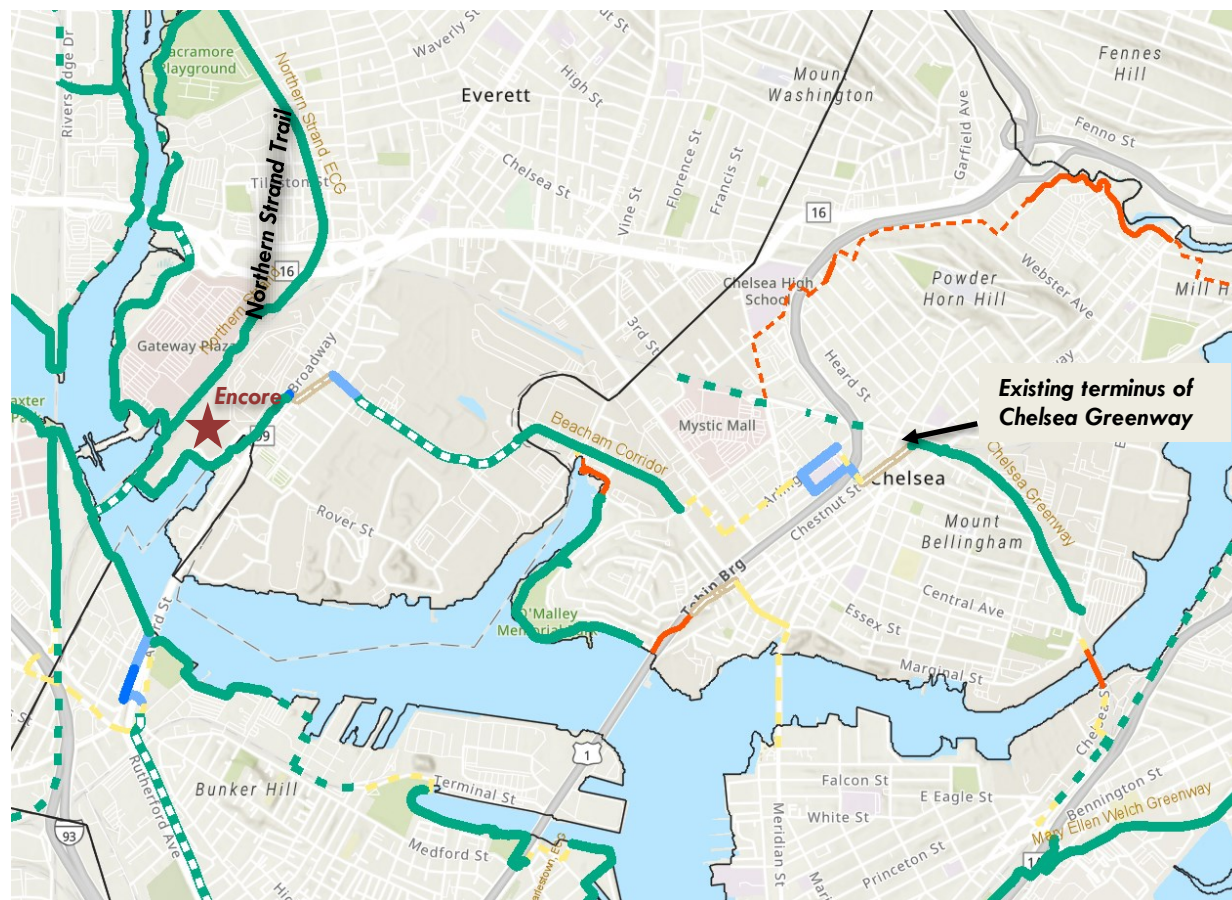 Waverly St
Rivers Edge Dr
Sacramore
Playground
High St
Fennes
Hill
Mount
Washington
Everett
Northern Strand ECG
Northern Strand Trail
Garfield Ave
Fenno St
Chelsea St
Florence St
Francis St
Vine St
16
16
Chelsea High
School
3rd St
Powder
Horn Hill
Webster Ave
Mill H
Gateway Plaza
Broadway
Heard St
Encore
Existing terminus of
Chelsea Greenway
99
Mystic Mall
Beacham Corridor
Chelsea
Chestnut St
Chelsea Greenway
Rover St
Mount
Bellingham
Tobin Brg
Central Ave
O'Malley
Essex St
Marginal St
1
Rutherford Ave
Bunker Hill
Terminal St
Falcon St
E Eagle St
White St
Meridian St
Bennington St
Mary Ellen Welch Greenway
93
Medford St
Princeton St